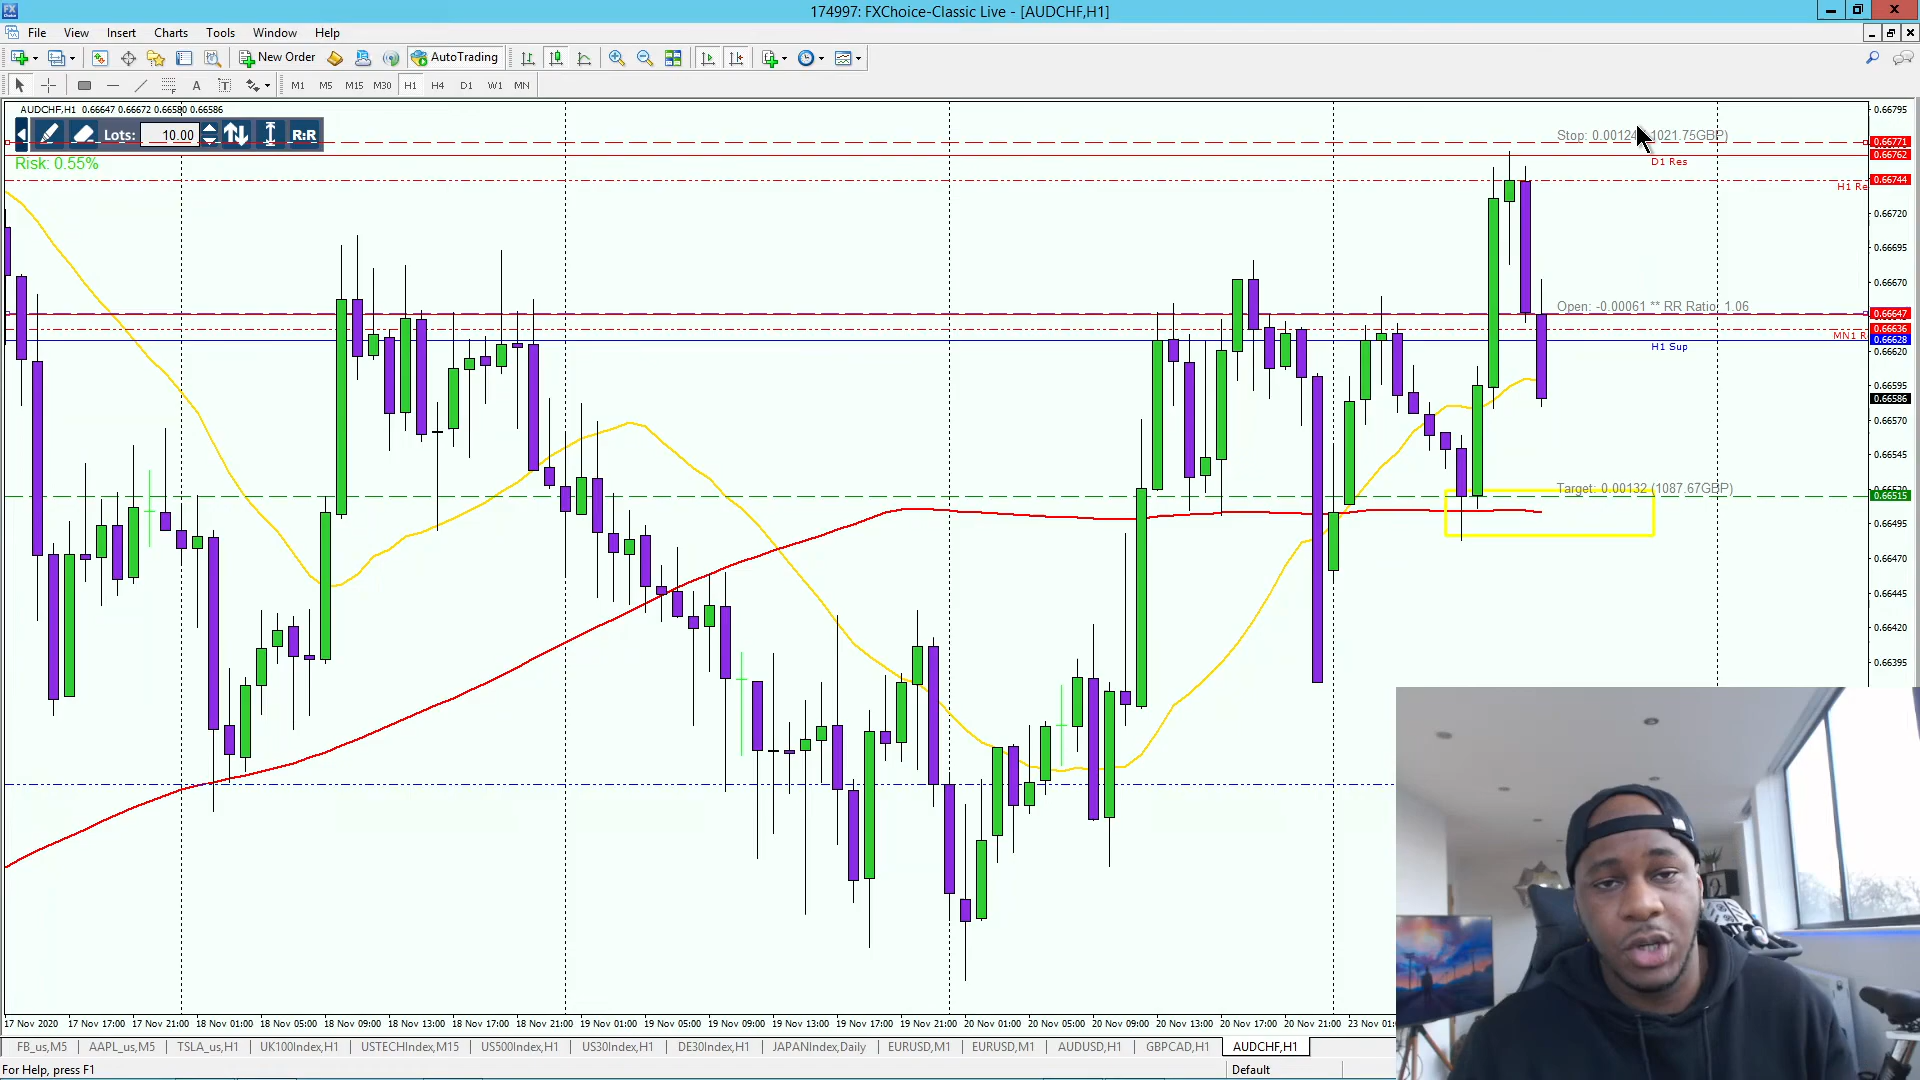 174997: FXChoice-Classic Live - [AUDCHF,H1]
File View Insert Charts Tools Window Help
New Order AutoTrading
A T M1 M5 M15 M30 H1 H4 D1 W1 MN
AUDCHF,H1 0.66647 0.66672 0.66580 0.66586
Lots: 10.00 R:R
Risk: 0.55%
Stop: 0.00124 1021.75GBP)
D1 Res
H1 Re
Open: -0.00061 ** RR Ratio: 1.06
MN1 R
H1 Sup
Target: 0.00132 (1087.67GBP)
0.66795
0.66771
0.66762
0.66744
0.66720
0.66695
0.66670
0.66647
0.66636
0.66628
0.66620
0.66595
0.66586
0.66570
0.66545
0.66515
0.66495
0.66470
0.66445
0.66420
0.66395
17 Nov 2020 17 Nov 17:00 17 Nov 21:00 18 Nov 01:00 18 Nov 05:00 18 Nov 09:00 18 Nov 13:00 18 Nov 17:00 18 Nov 21:00 19 Nov 01:00 19 Nov 05:00 19 Nov 09:00 19 Nov 13:00 19 Nov 17:00 19 Nov 21:00 20 Nov 01:00 20 Nov 05:00 20 Nov 09:00 20 Nov 13:00 20 Nov 17:00 20 Nov 21:00 23 Nov
FB_us,M5 AAPL_us,M5 TSLA_us,H1 UK100Index,H1 USTECHIndex,M15 US500Index,H1 US30Index,H1 DE30Index,H1 JAPANIndex,Daily EURUSD,M1 EURUSD,M1 AUDUSD,H1 GBPCAD,H1 AUDCHF,H1
For Help, press F1 Default